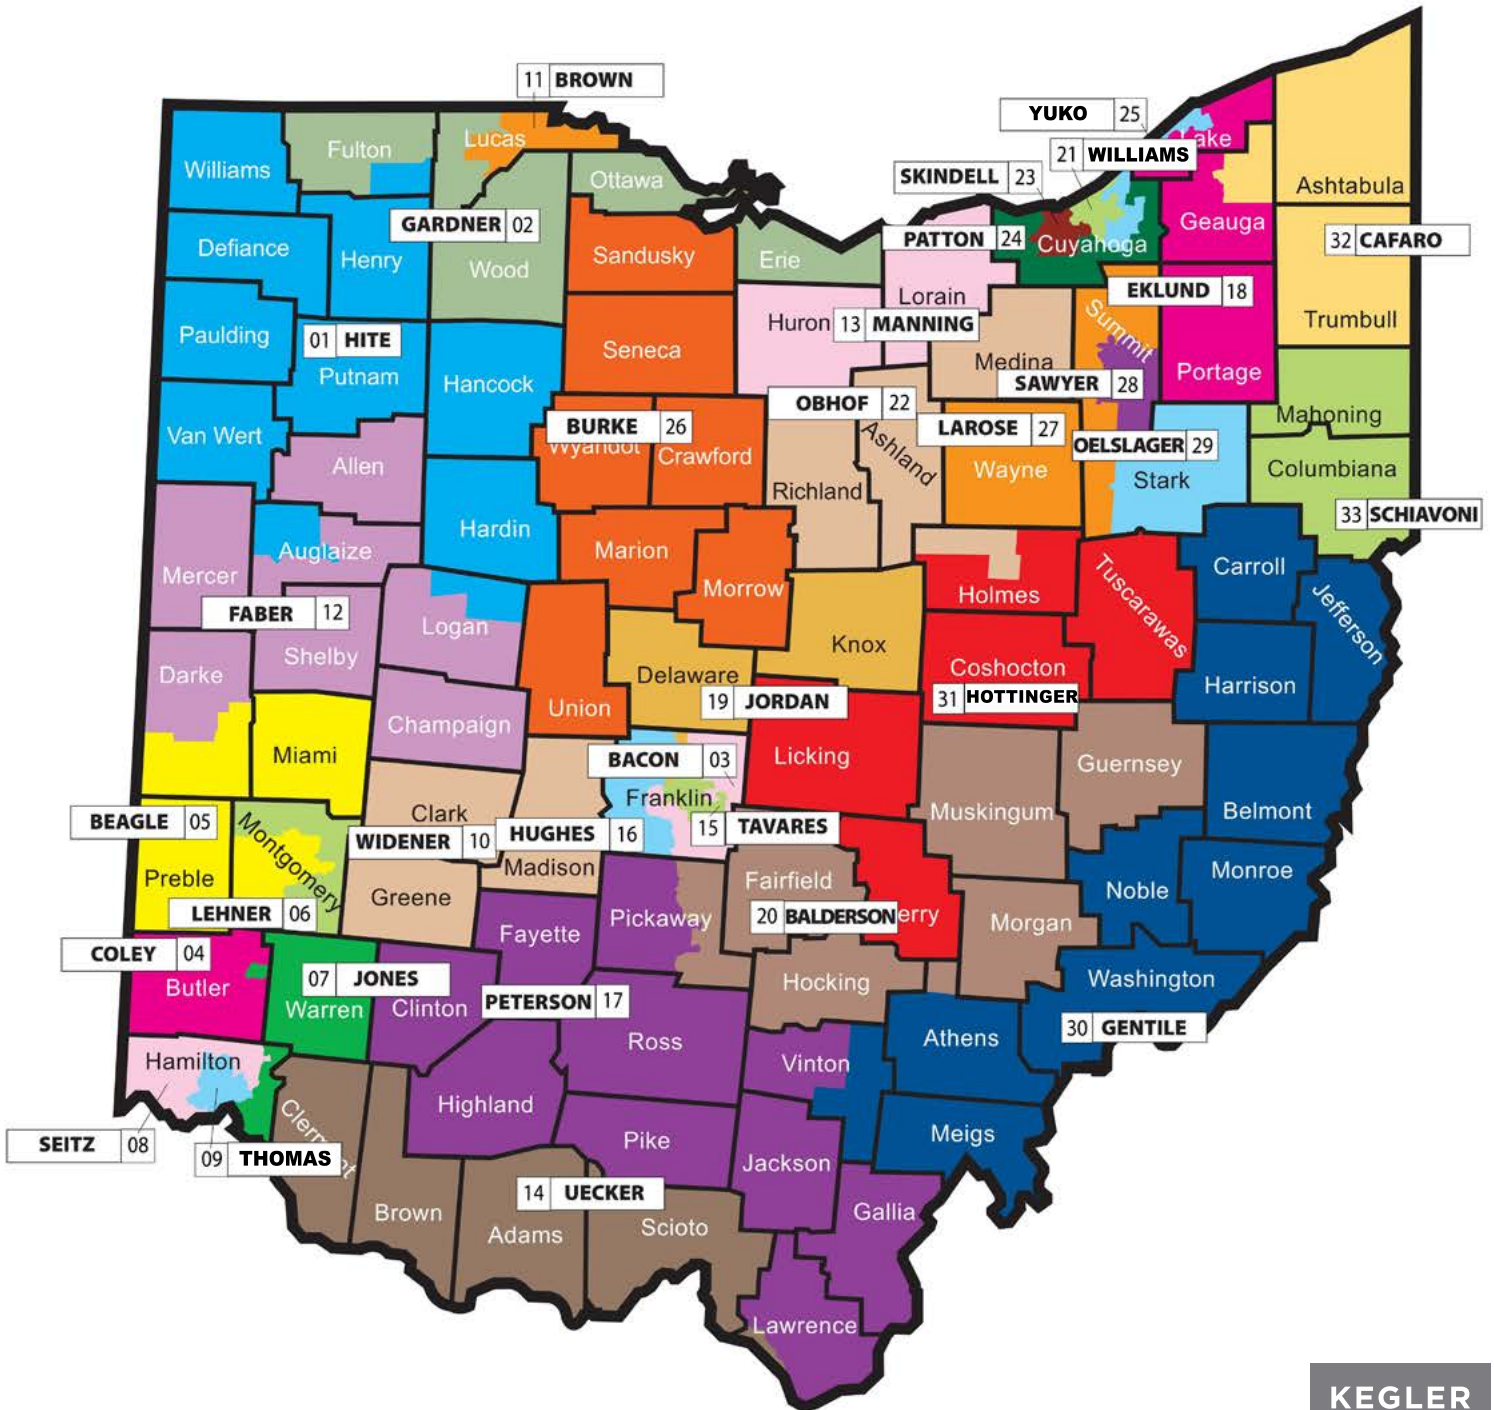 11 BROWN
YUKO 25
Lake
21 WILLIAMS
Williams
Fulton
Lucas
SKINDELL 23
Ottawa
Ashtabula
GARDNER 02
Geauga
PATTON 24
Cuyahoga
32 CAFARO
Defiance
Henry
Wood
Sandusky
Erie
Lorain
EKLUND 18
Huron
13 MANNING
Summit
Trumbull
Paulding
01 HITE
Putnam
Seneca
Medina
Portage
Hancock
SAWYER 28
OBHOF 22
Mahoning
Van Wert
BURKE 26
Wyandot
Crawford
Ashland
LAROSE 27
OELSLAGER 29
Allen
Wayne
Stark
Columbiana
Richland
33 SCHIAVONI
Hardin
Auglaize
Marion
Carroll
Mercer
Morrow
Holmes
Tuscarawas
Jefferson
FABER 12
Logan
Shelby
Knox
Coshocton
Harrison
Darke
Delaware
31 HOTTINGER
19 JORDAN
Union
Champaign
Miami
BACON 03
Licking
Guernsey
Franklin
Clark
Muskingum
Belmont
BEAGLE 05
Montgomery
WIDENER 10
HUGHES 16
15 TAVARES
Madison
Preble
Greene
Fairfield
Noble
Monroe
LEHNER 06
Pickaway
20 BALDERSON
erry
Morgan
Fayette
COLEY 04
Butler
07 JONES
Warren
Clinton
PETERSON 17
Hocking
Washington
30 GENTILE
Ross
Athens
Hamilton
Vinton
Highland
Clermont
Pike
Meigs
SEITZ 08
09 THOMAS
Jackson
14 UECKER
Brown
Adams
Scioto
Gallia
Lawrence
KEGLER